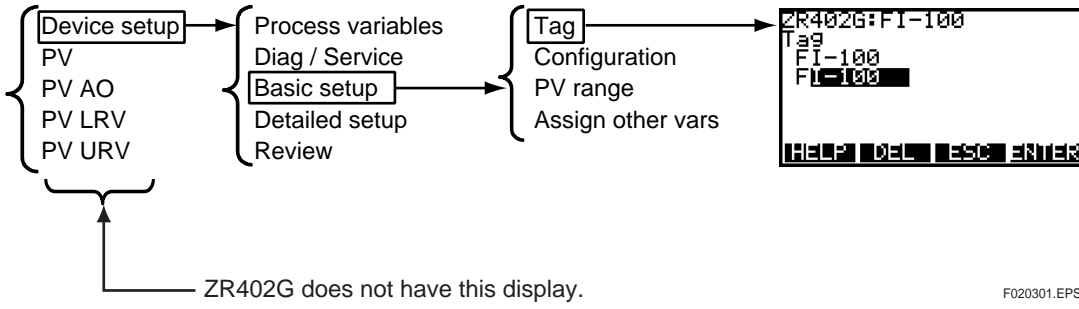 Device setup
PV
PV AO
PV LRV
PV URV
Process variables
Diag / Service
Basic setup
Detailed setup
Review
Tag
Configuration
PV range
Assign other vars
ZR402G:FI-100
Tag
FI-100
FI-100
HELP DEL ESC ENTER
ZR402G does not have this display.
F020301.EPS